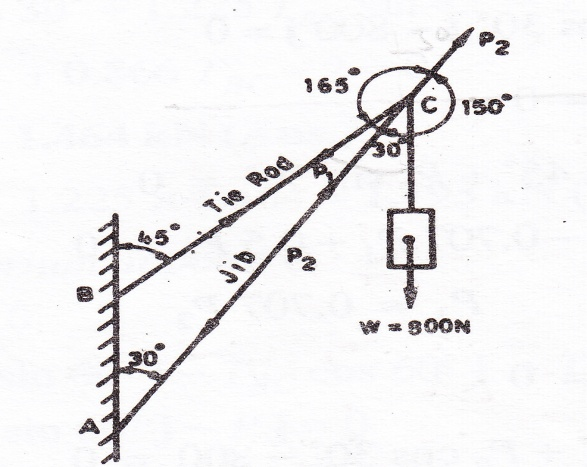 P₂
165°
C
150°
30°
P₁
Tie Rod
45°
Jib
P₂
B
W = 800N
30°
A